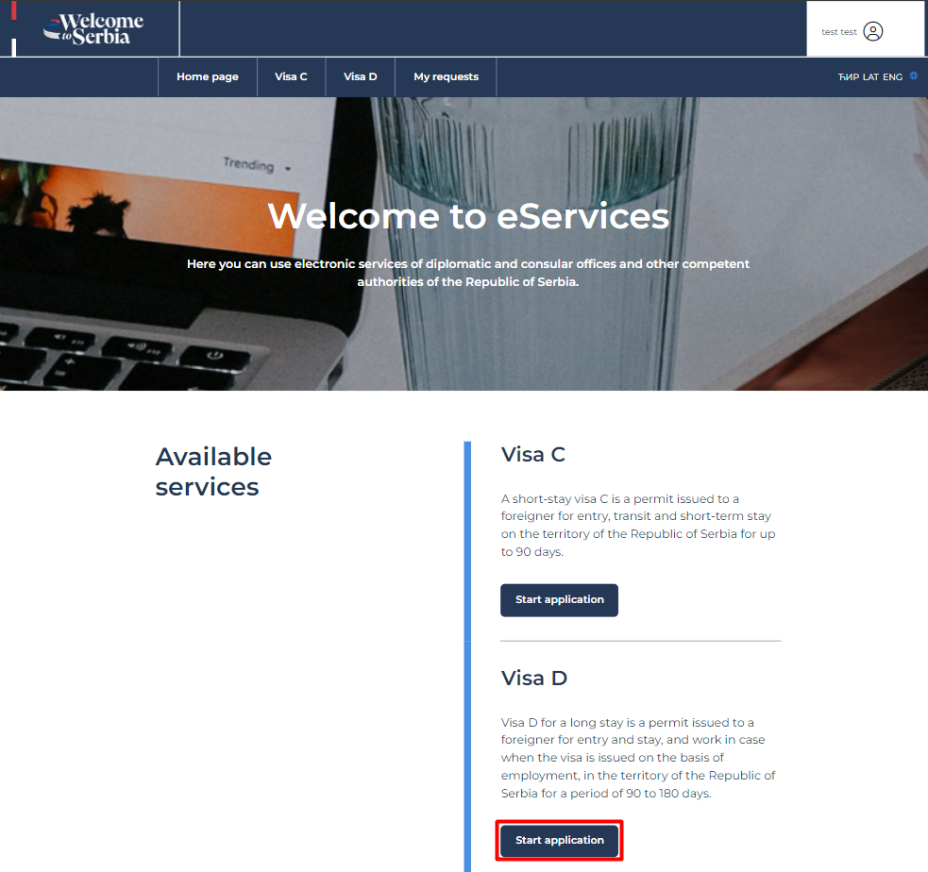 Welcome
to Serbia
test test
Home page
Visa C
Visa D
My requests
ЋИР LAT ENG
Trending
Welcome to eServices
Here you can use electronic services of diplomatic and consular offices and other competent
authorities of the Republic of Serbia.
Available
services
Visa C
A short-stay visa C is a permit issued to a
foreigner for entry, transit and short-term stay
on the territory of the Republic of Serbia for up
to 90 days.
Start application
Visa D
Visa D for a long stay is a permit issued to a
foreigner for entry and stay, and work in case
when the visa is issued on the basis of
employment, in the territory of the Republic of
Serbia for a period of 90 to 180 days.
Start application